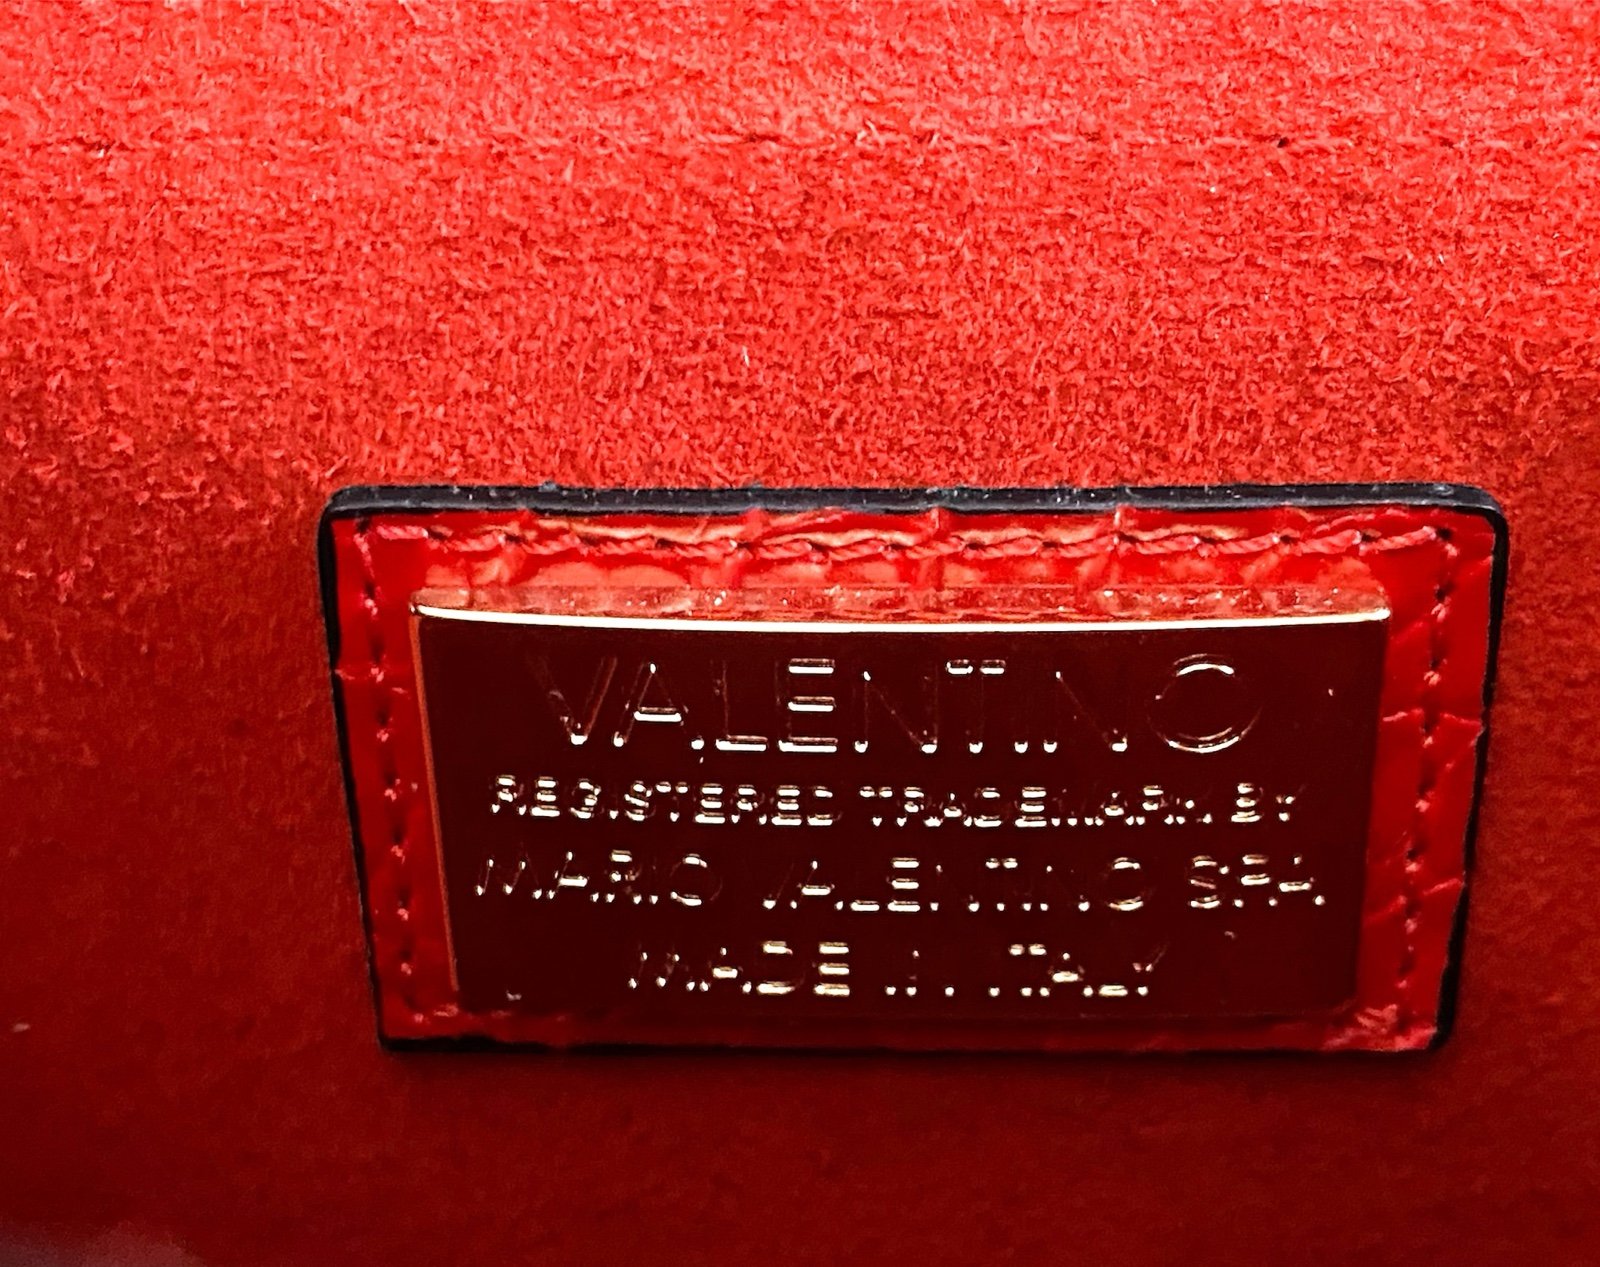 VALENTINO
REGISTERED TRADEMARK BY
MARIO VALENTINO SPA
MADE IN ITALY